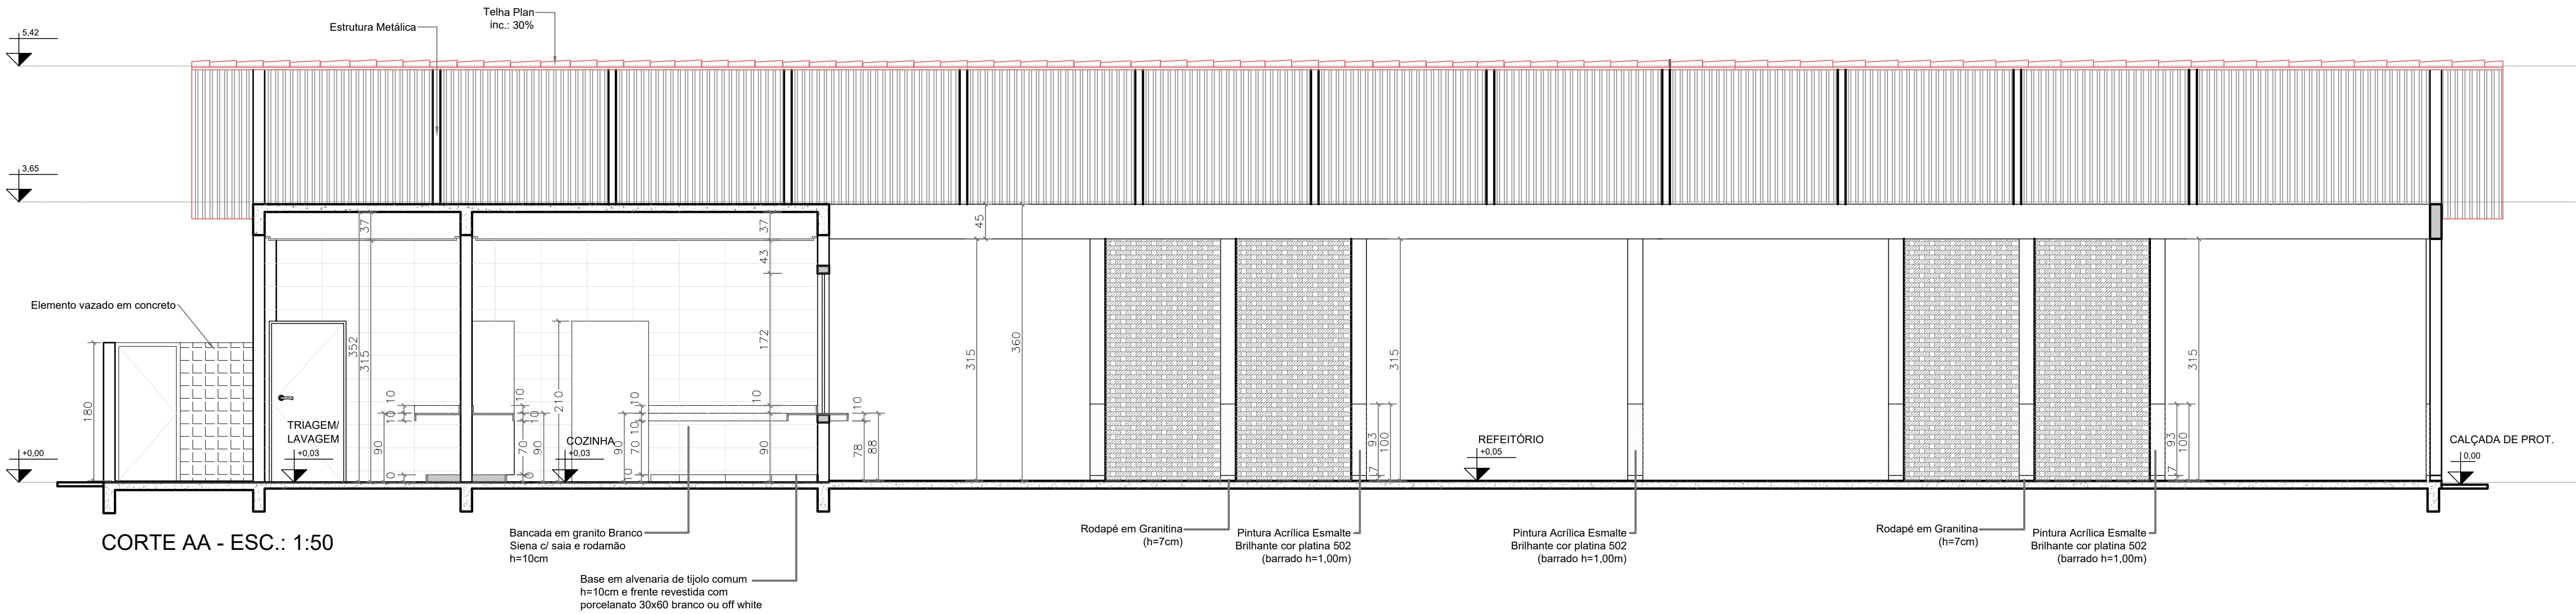 Telha Plan
inc.: 30%
Estrutura Metálica
5,42
3,65
37
37
45
43
Elemento vazado em concreto
352
315
172
315
360
315
315
180
10
10
90
10
10
10
70
90
210
10
10
90
70
10
10
10
90
10
78
88
TRIAGEM/
LAVAGEM
+0,03
COZINHA
+0,03
REFEITÓRIO
+0,05
93
100
7
93
100
7
CALÇADA DE PROT.
0,00
+0,00
CORTE AA - ESC.: 1:50
Bancada em granito Branco
Siena c/ saia e rodamão
h=10cm
Base em alvenaria de tijolo comum
h=10cm e frente revestida com
porcelanato 30x60 branco ou off white
Rodapé em Granitina
(h=7cm)
Pintura Acrílica Esmalte
Brilhante cor platina 502
(barrado h=1,00m)
Pintura Acrílica Esmalte
Brilhante cor platina 502
(barrado h=1,00m)
Rodapé em Granitina
(h=7cm)
Pintura Acrílica Esmalte
Brilhante cor platina 502
(barrado h=1,00m)